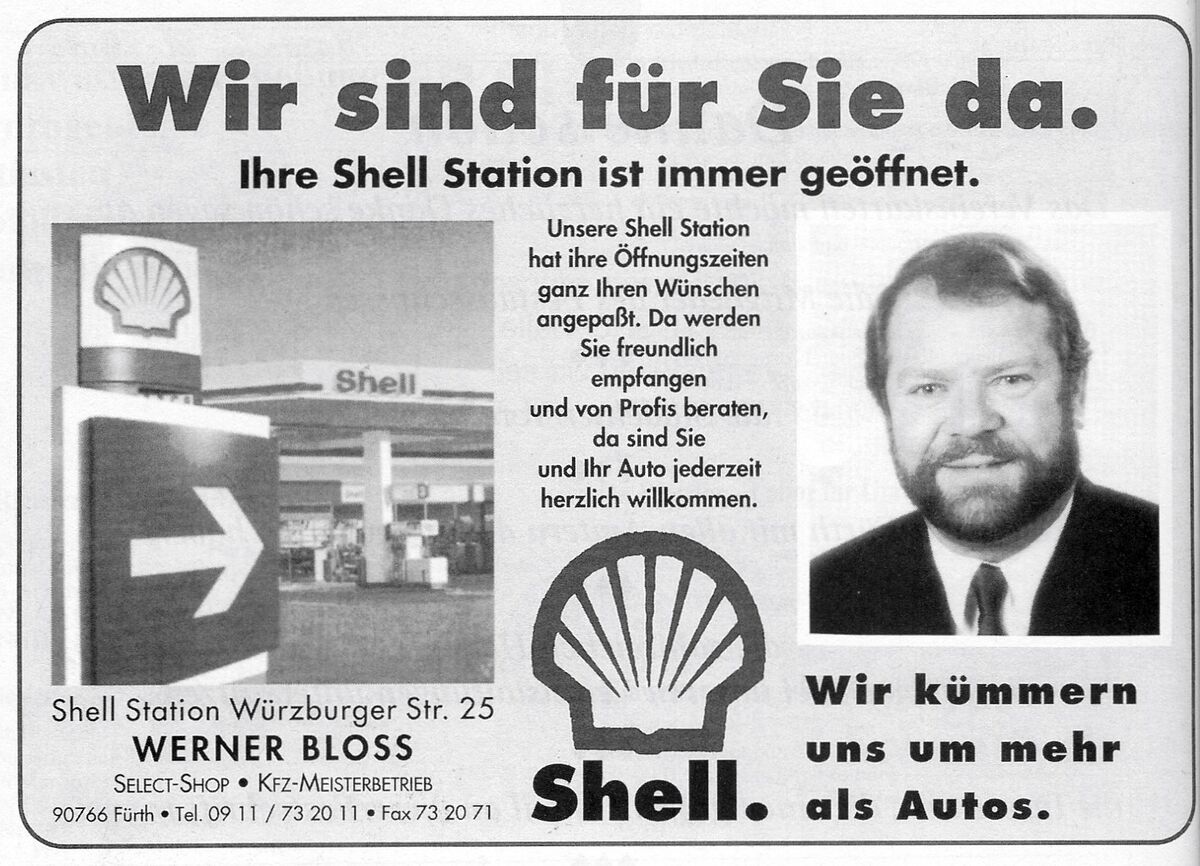 Wir sind für Sie da.
Ihre Shell Station ist immer geöffnet.
Shell
Unsere Shell Station
hat ihre Öffnungszeiten
ganz Ihren Wünschen
angepaßt. Da werden
Sie freundlich
empfangen
und von Profis beraten,
da sind Sie
und Ihr Auto jederzeit
herzlich willkommen.
Shell Station Würzburger Str. 25
WERNER BLOSS
SELECT-SHOP • KFZ-MEISTERBETRIEB
90766 Fürth • Tel. 09 11 / 73 20 11 • Fax 73 20 71
Shell.
Wir kümmern
uns um mehr
als Autos.